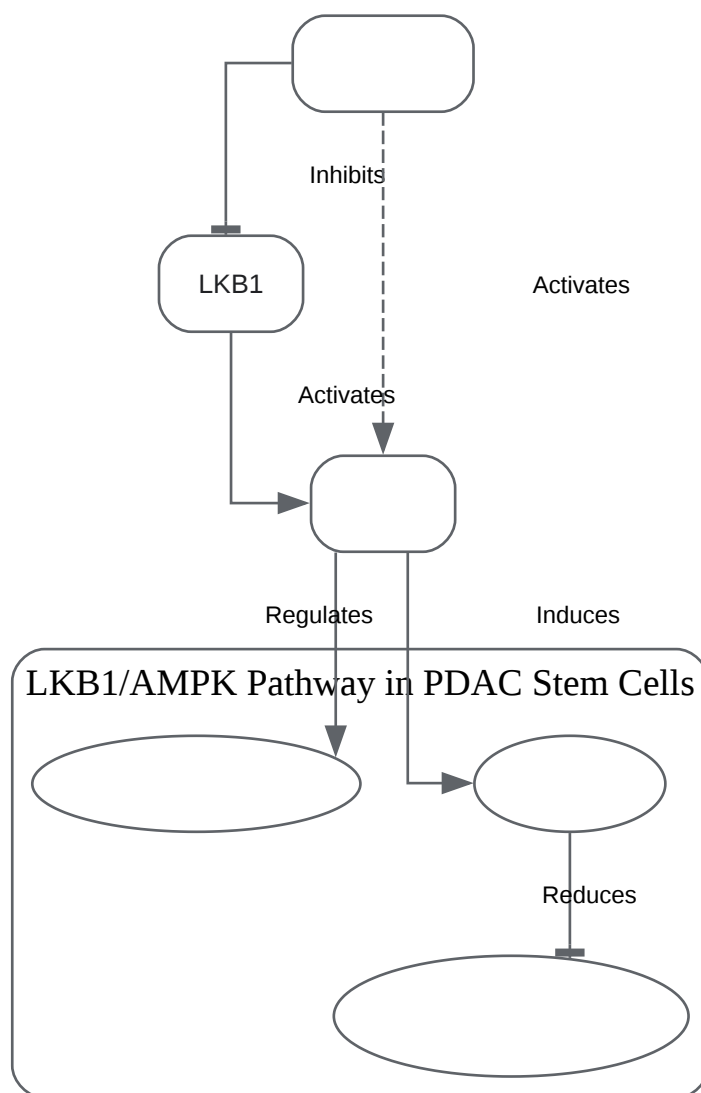 Inhibits
LKB1
Activates
Activates
Regulates
Induces
LKB1/AMPK Pathway in PDAC Stem Cells
Reduces